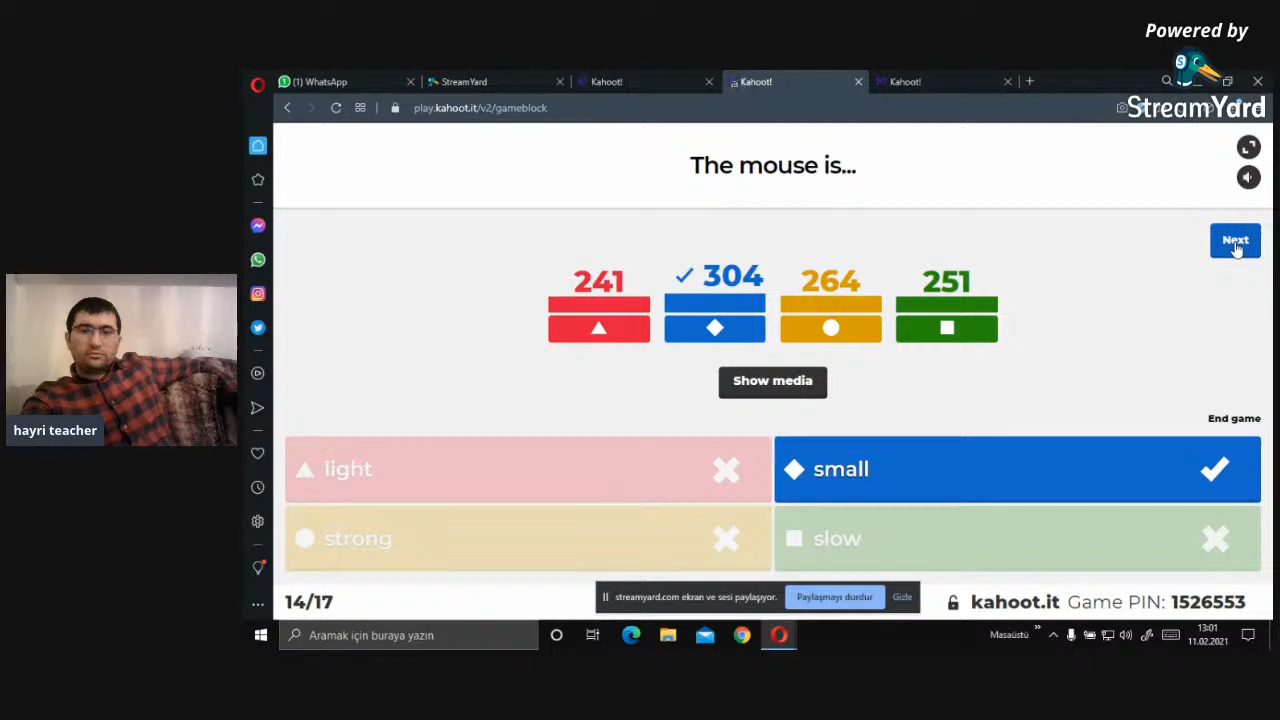 Powered by
StreamYard
(1) WhatsApp
StreamYard
Kahoot!
Kahoot!
Kahoot!
play.kahoot.it/v2/gameblock
The mouse is...
Next
241
304
264
251
Show media
End game
light
small
strong
slow
hayri teacher
14/17
streamyard.com ekran ve sesi paylaşıyor.
Paylaşmayı durdur
Gizle
kahoot.it Game PIN: 1526553
Aramak için buraya yazın
Masaüstü
13:01
11.02.2021